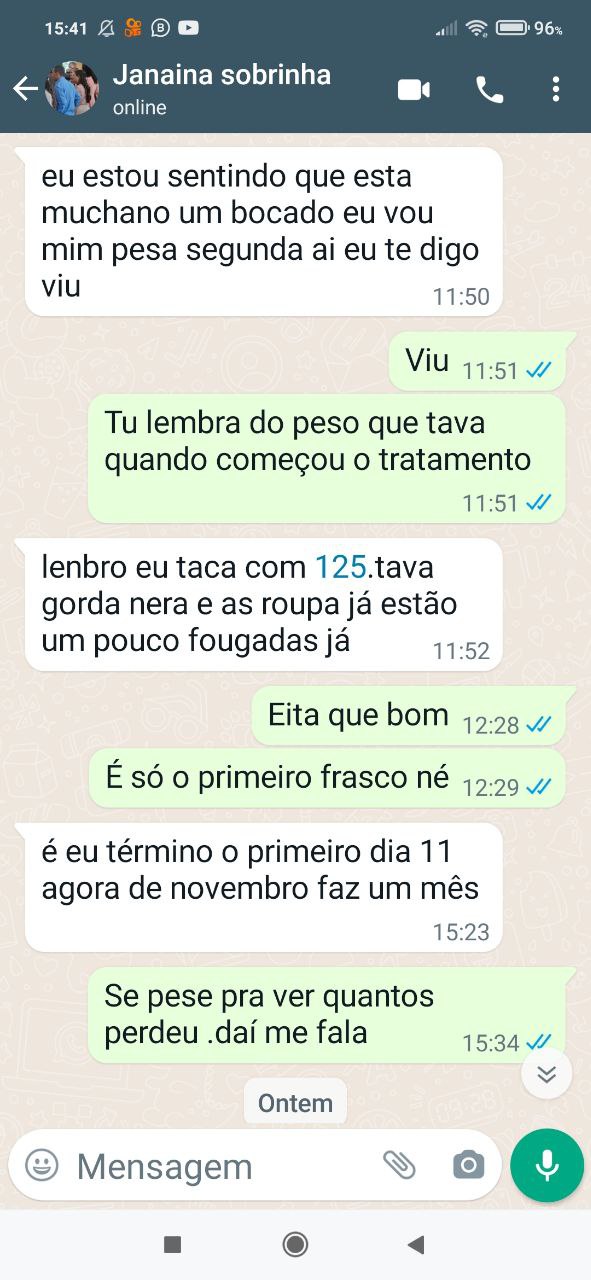 15:41
96%
Janaina sobrinha
online
eu estou sentindo que esta
muchano um bocado eu vou
mim pesa segunda ai eu te digo
viu
11:50
Viu
11:51
Tu lembra do peso que tava
quando começou o tratamento
11:51
lenbro eu taca com 125.tava
gorda nera e as roupa já estão
um pouco fougadas já
11:52
Eita que bom
12:28
É só o primeiro frasco né
12:29
é eu término o primeiro dia 11
agora de novembro faz um mês
15:23
Se pese pra ver quantos
perdeu .daí me fala
15:34
Ontem
Mensagem